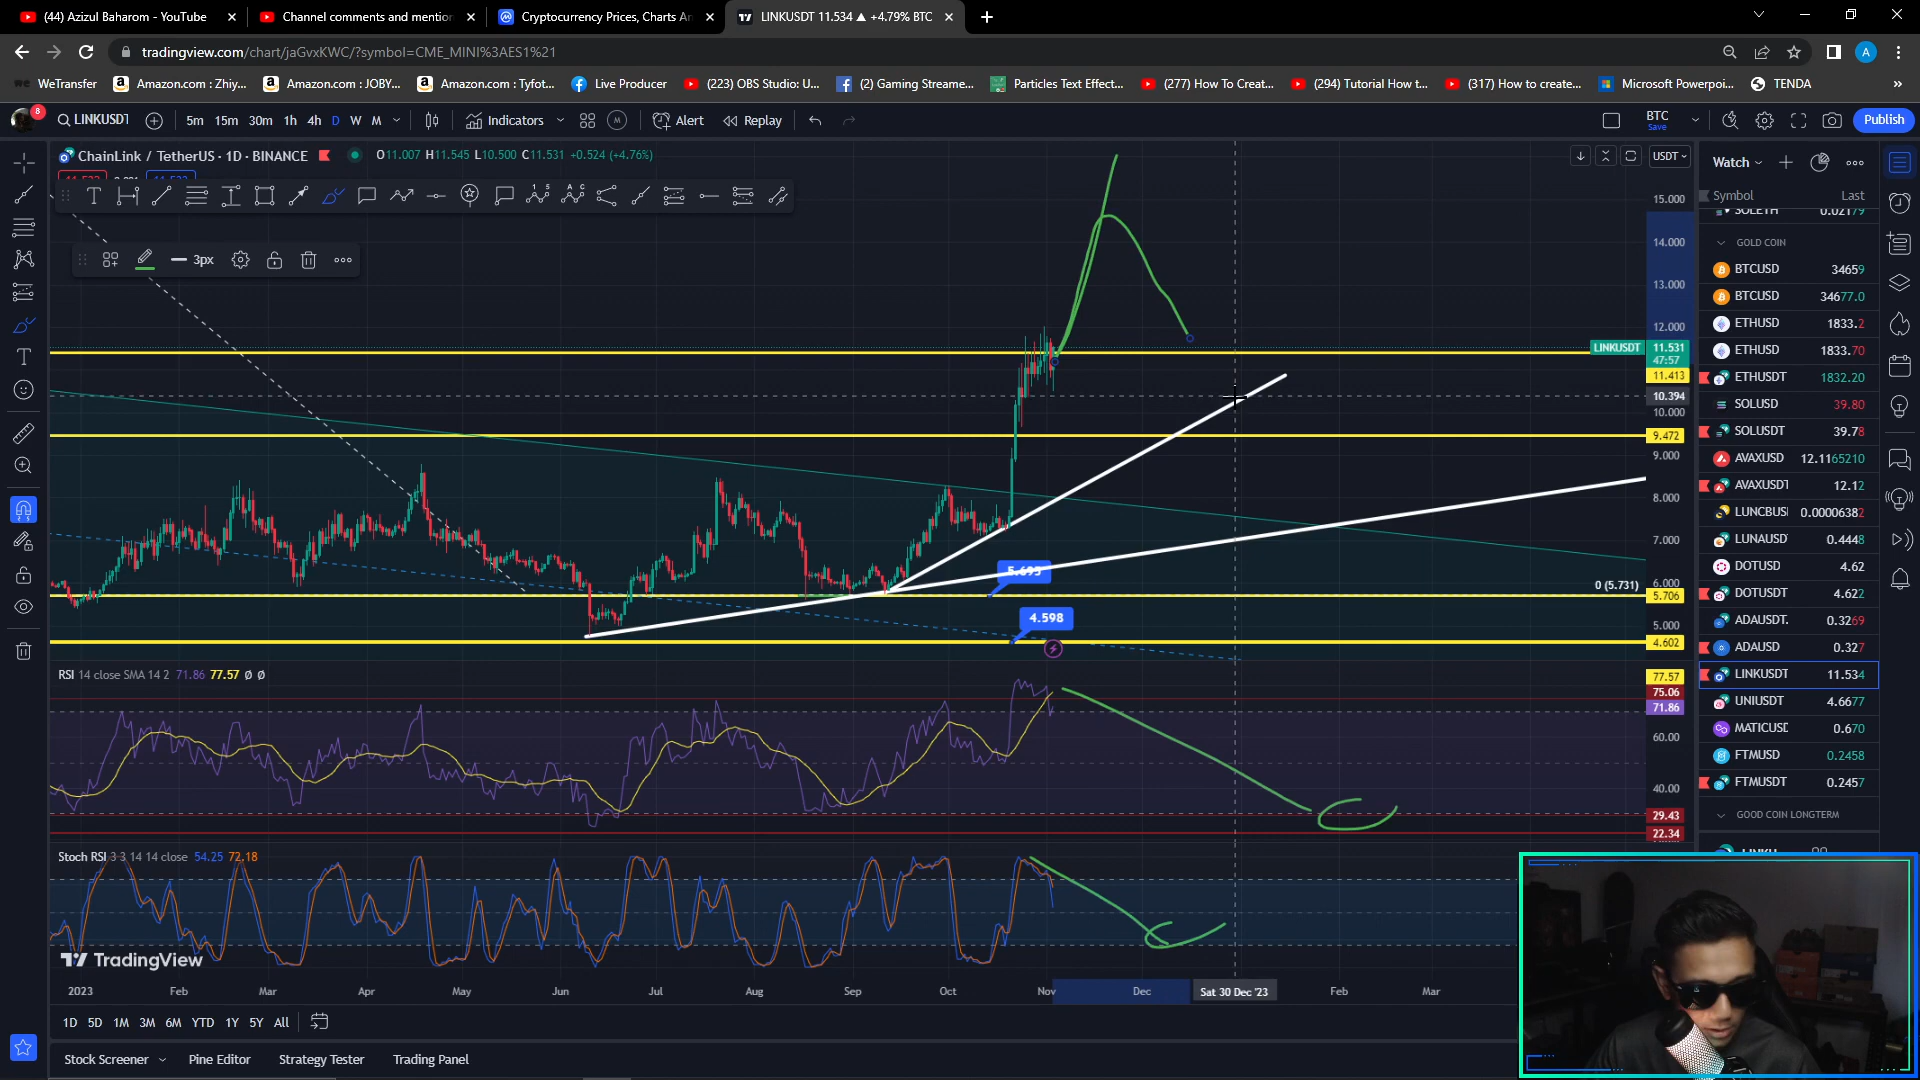 (44) Azizul Baharom - YouTube
Channel comments and mention
Cryptocurrency Prices, Charts An
LINKUSDT 11.534 ▲ +4.79% BTC
tradingview.com/chart/jaGvxKWC/?symbol=CME_MINI%3AES1%21
WeTransfer
Amazon.com : Zhiy...
Amazon.com: JOBY...
Amazon.com : Tyfot...
Live Producer
(223) OBS Studio: U...
(2) Gaming Streame...
Particles Text Effect...
(277) How To Creat...
(294) Tutorial How t...
(317) How to create...
Microsoft Powerpoi...
TENDA
8
LINKUSDT
5m 15m 30m 1h 4h D W M
Indicators
Alert
Replay
BTC
Save
Publish
ChainLink / TetherUS · 1D · BINANCE
O11.007 H11.545 L10.500 C11.531 +0.524 (+4.76%)
USDT
3px
15.000
14.000
13.000
12.000
LINKUSDT 11.531
47:57
11.413
10.394
10.000
9.472
9.000
8.000
7.000
6.000
0 (5.731)
5.706
5.000
4.602
5.693
4.598
RSI 14 close SMA 14 2 71.86 77.57 Ø Ø
77.57
75.06
71.86
60.00
40.00
29.43
22.34
Stoch RSI 3 3 14 14 close 54.25 72.18
TradingView
2023 Feb Mar Apr May Jun Jul Aug Sep Oct Nov Dec Sat 30 Dec '23 Feb Mar
1D 5D 1M 3M 6M YTD 1Y 5Y All
Stock Screener
Pine Editor
Strategy Tester
Trading Panel
Watch
Symbol Last
SOLETH 0.02179
GOLD COIN
BTCUSD 34659
BTCUSD 34677.0
ETHUSD 1833.2
ETHUSD 1833.70
ETHUSDT 1832.20
SOLUSD 39.80
SOLUSDT 39.78
AVAXUSD 12.1165210
AVAXUSDT 12.12
LUNCBUS 0.00006382
LUNAUSD 0.4448
DOTUSD 4.62
DOTUSDT 4.622
ADAUSDT. 0.3269
ADAUSD 0.327
LINKUSDT 11.534
UNIUSDT 4.6677
MATICUSD 0.670
FTMUSD 0.2458
FTMUSDT 0.2457
GOOD COIN LONGTERM